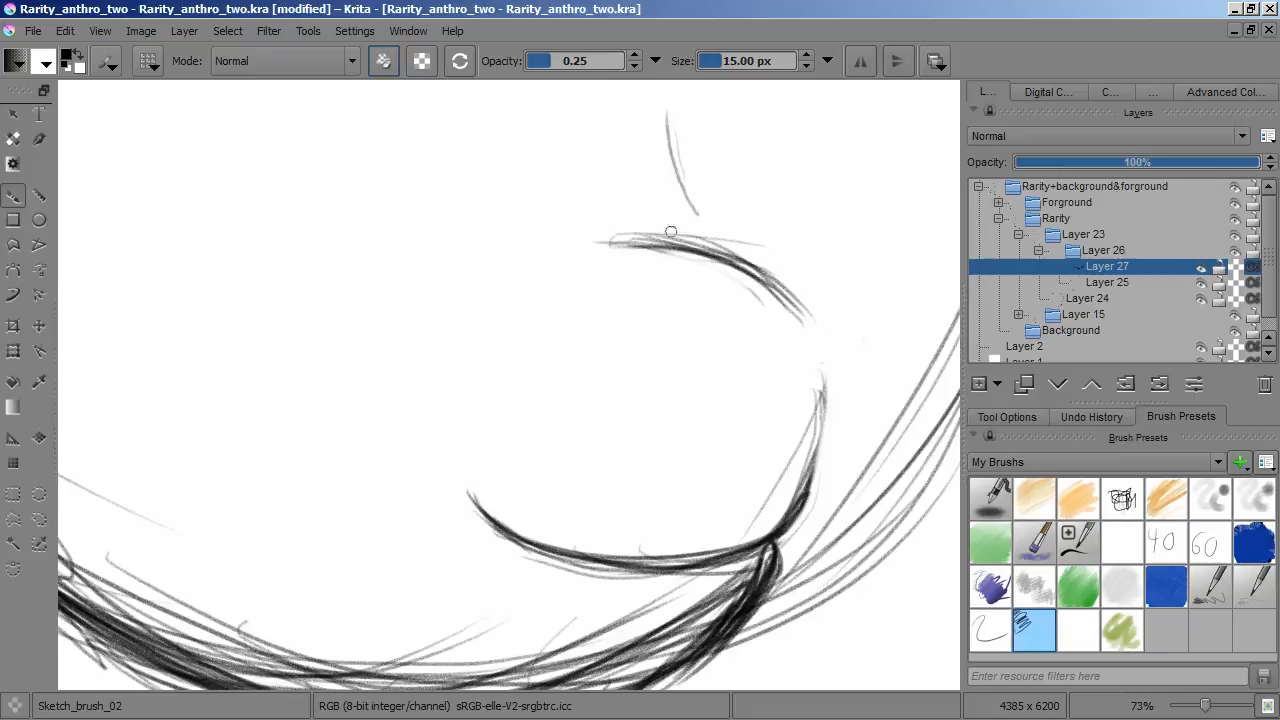 Rarity_anthro_two - Rarity_anthro_two.kra [modified] – Krita - [Rarity_anthro_two - Rarity_anthro_two.kra]
File Edit View Image Layer Select Filter Tools Settings Window Help
Mode: Normal Opacity: 0.25 Size: 15.00 px
L... Digital C... C... ... Advanced Col...
Layers
Normal
Opacity: 100%
Rarity+background&forground
Forground
Rarity
Layer 23
Layer 26
Layer 27
Layer 25
Layer 24
Layer 15
Background
Layer 2
Layer 1
Tool Options Undo History Brush Presets
Brush Presets
My Brushes
40 60
Enter resource filters here
Sketch_brush_02 RGB (8-bit integer/channel) sRGB-elle-V2-srgbtrc.icc 4385 x 6200 73%